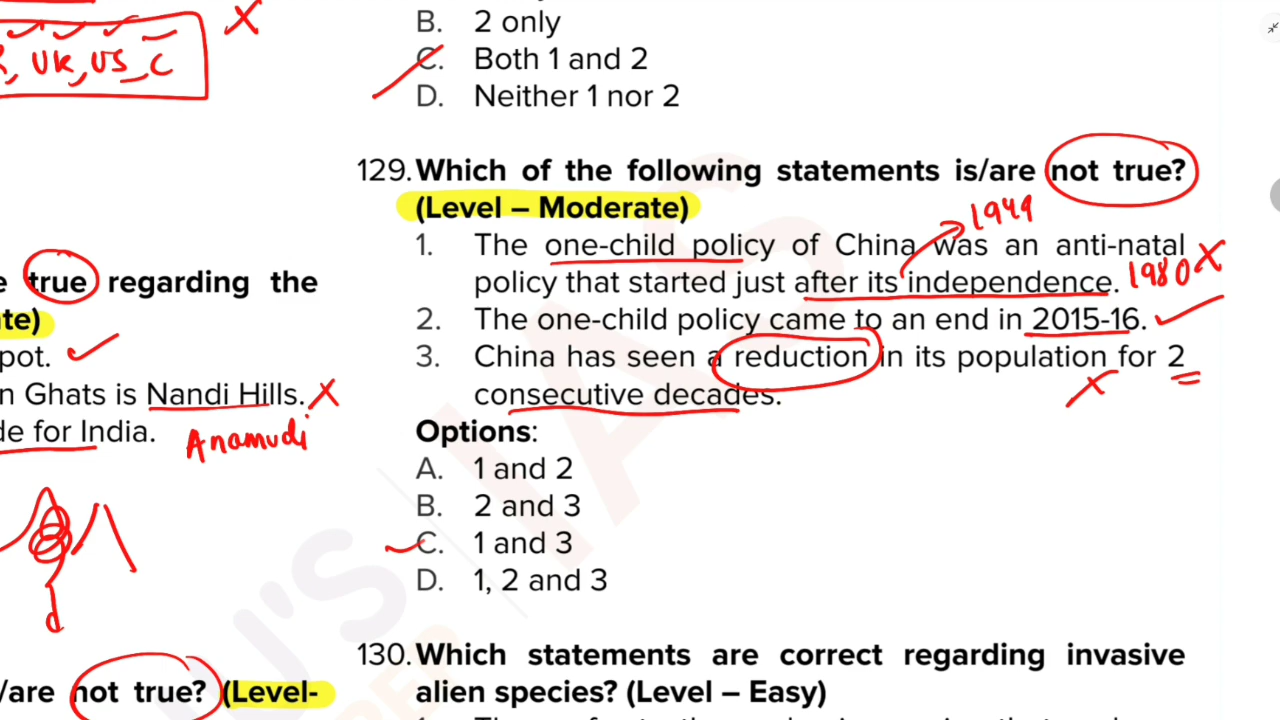 UK, US, C
e true regarding the
te)
pot.
n Ghats is Nandi Hills.
de for India.
Anamudi
d
/are not true? (Level-
B. 2 only
C. Both 1 and 2
D. Neither 1 nor 2
129. Which of the following statements is/are not true?
(Level – Moderate)
1949
1. The one-child policy of China was an anti-natal
policy that started just after its independence. 1980
2. The one-child policy came to an end in 2015-16.
3. China has seen a reduction in its population for 2
consecutive decades.
Options:
A. 1 and 2
B. 2 and 3
C. 1 and 3
D. 1, 2 and 3
130. Which statements are correct regarding invasive
alien species? (Level – Easy)
IAS
U'S